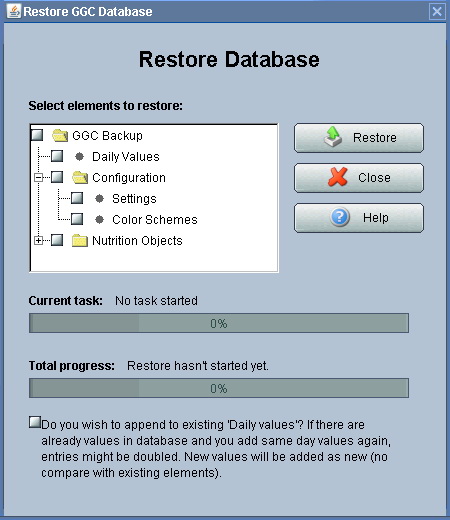 Restore GGC Database
Restore Database
Select elements to restore:
GGC Backup
Daily Values
Configuration
Settings
Color Schemes
Nutrition Objects
Restore
Close
Help
Current task: No task started
0%
Total progress: Restore hasn't started yet.
0%
Do you wish to append to existing 'Daily values'? If there are
already values in database and you add same day values again,
entries might be doubled. New values will be added as new (no
compare with existing elements).